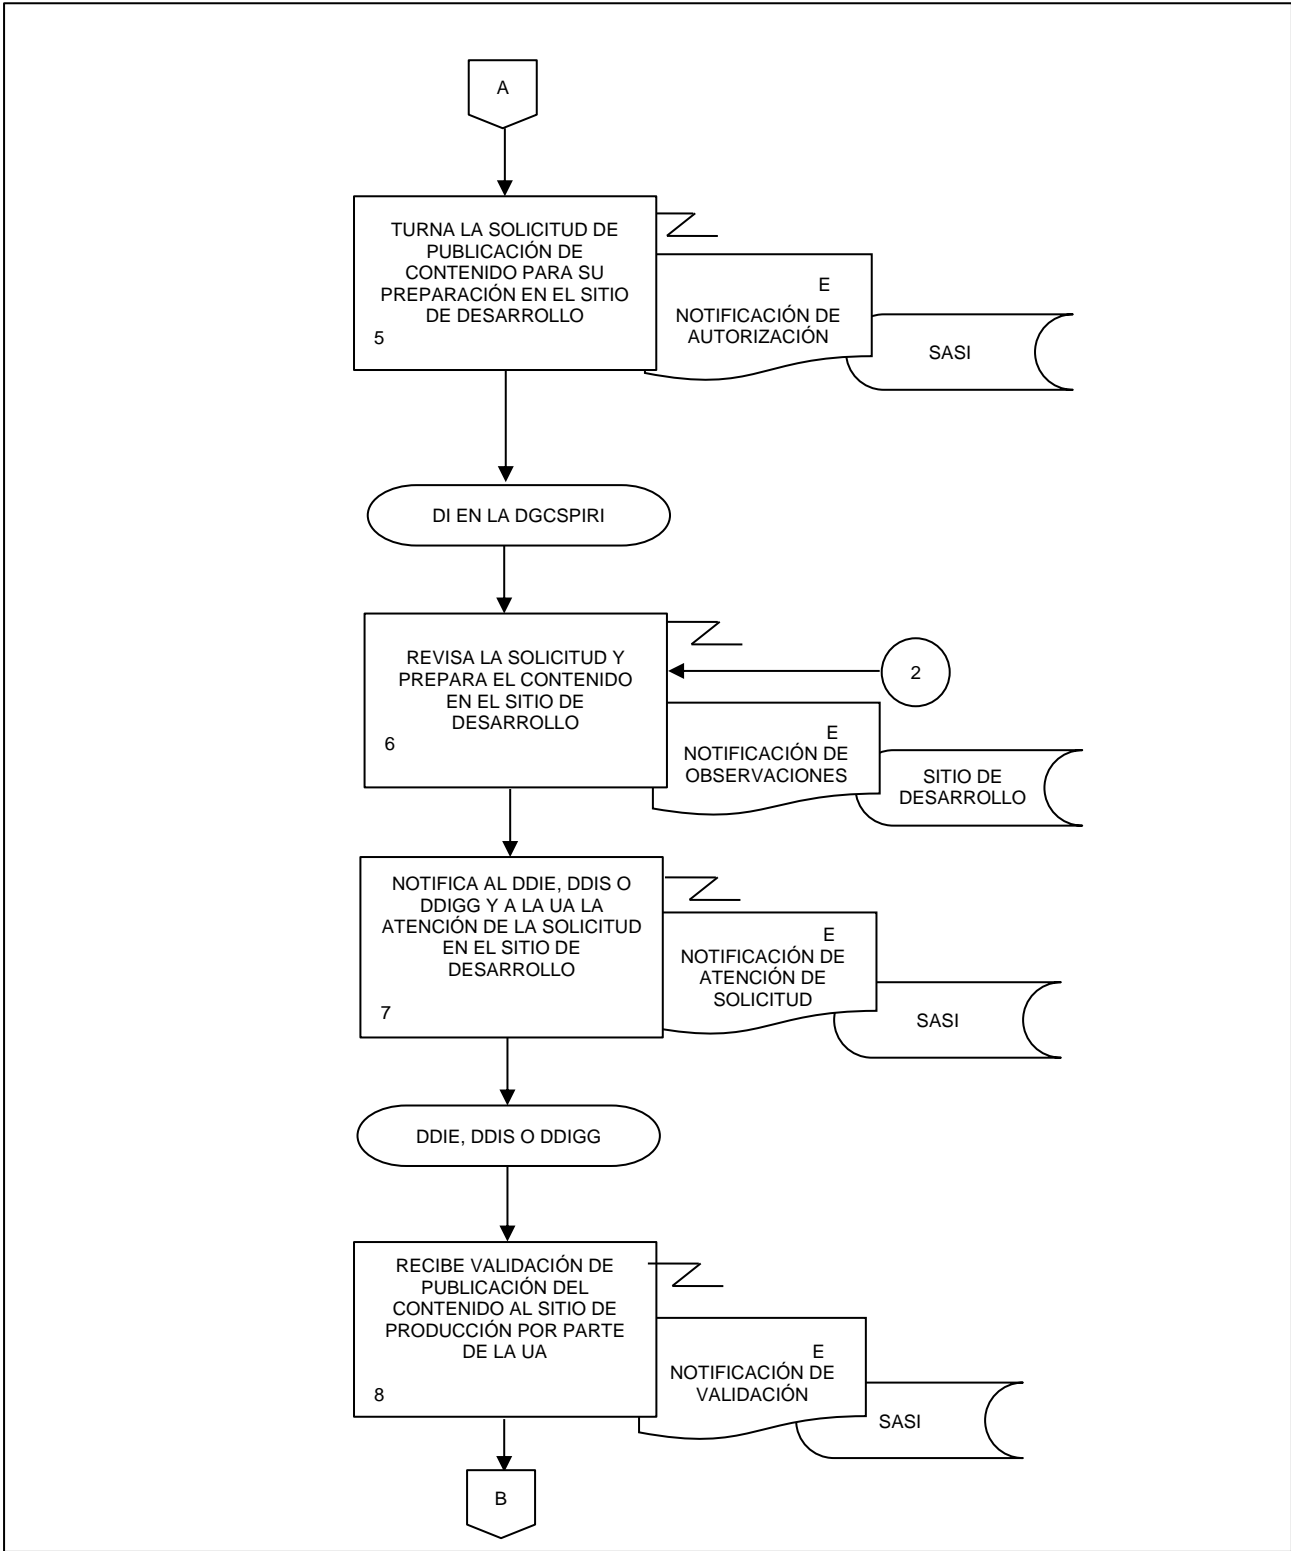 A
TURNA LA SOLICITUD DE
PUBLICACIÓN DE
CONTENIDO PARA SU
PREPARACIÓN EN EL SITIO
DE DESARROLLO
5
E
NOTIFICACIÓN DE
AUTORIZACIÓN
SASI
DI EN LA DGCSPIRI
REVISA LA SOLICITUD Y
PREPARA EL CONTENIDO
EN EL SITIO DE
DESARROLLO
6
2
E
NOTIFICACIÓN DE
OBSERVACIONES
SITIO DE
DESARROLLO
NOTIFICA AL DDIE, DDIS O
DDIGG Y A LA UA LA
ATENCIÓN DE LA SOLICITUD
EN EL SITIO DE
DESARROLLO
7
E
NOTIFICACIÓN DE
ATENCIÓN DE
SOLICITUD
SASI
DDIE, DDIS O DDIGG
RECIBE VALIDACIÓN DE
PUBLICACIÓN DEL
CONTENIDO AL SITIO DE
PRODUCCIÓN POR PARTE
DE LA UA
8
E
NOTIFICACIÓN DE
VALIDACIÓN
SASI
B